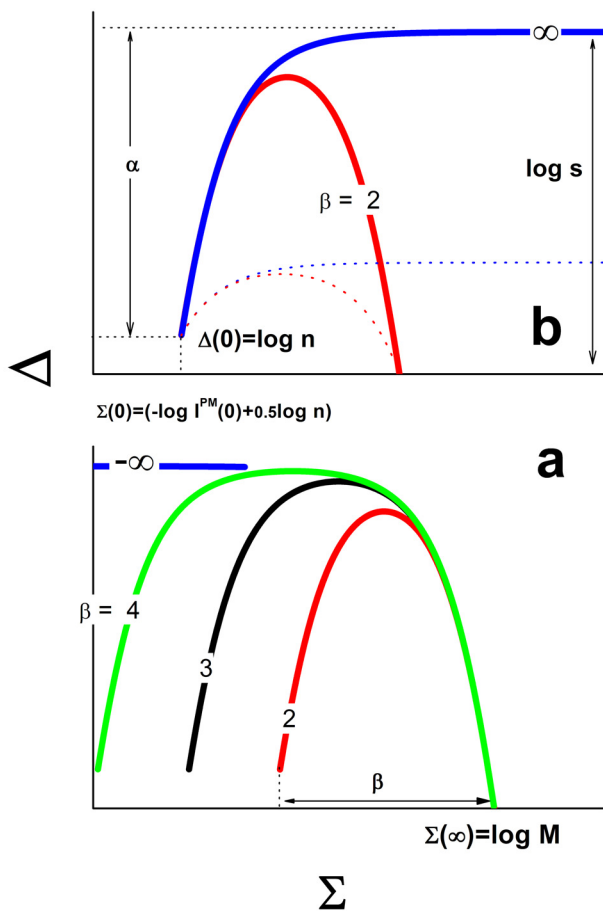 ∞
α
log s
β = 2
Δ(0)=log n
b
Δ
Σ(0)=(-log I^PM(0)+0.5log n)
a
-∞
β = 4
3
2
β
Σ(∞)=log M
Σ